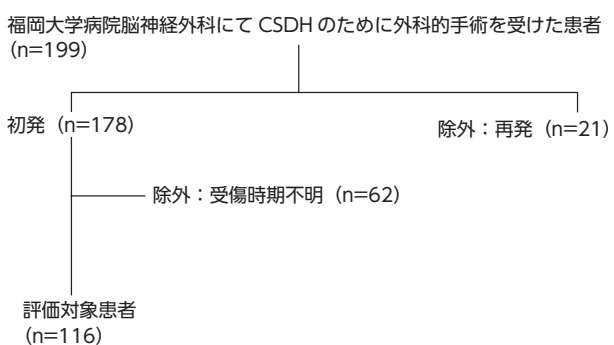 福岡大学病院脳神経外科にて CSDH のために外科的手術を受けた患者
(n=199)
初発（n=178）
除外：再発（n=21）
除外：受傷時期不明（n=62）
評価対象患者
(n=116)